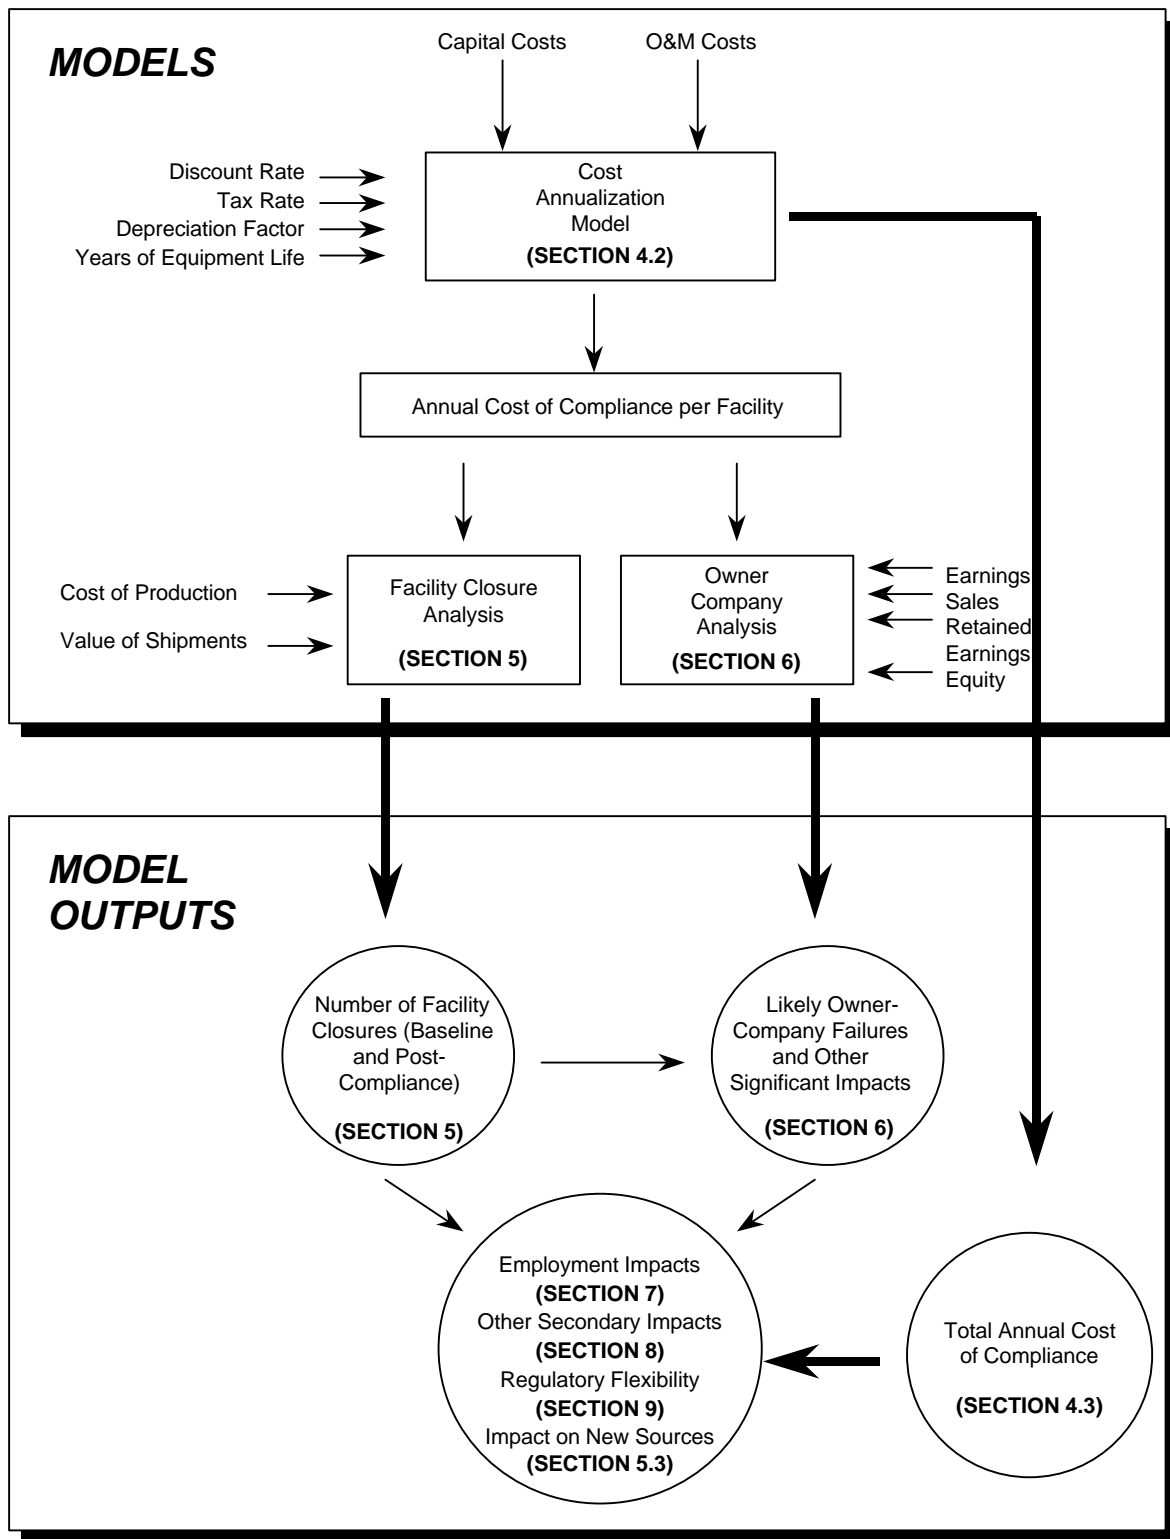 MODELS
Capital Costs
O&M Costs
Discount Rate
Tax Rate
Depreciation Factor
Years of Equipment Life
Cost
Annualization
Model
(SECTION 4.2)
Annual Cost of Compliance per Facility
Cost of Production
Value of Shipments
Facility Closure
Analysis
(SECTION 5)
Owner
Company
Analysis
(SECTION 6)
Earnings
Sales
Retained
Earnings
Equity
MODEL
OUTPUTS
Number of Facility
Closures (Baseline
and Post-
Compliance)
(SECTION 5)
Likely Owner-
Company Failures
and Other
Significant Impacts
(SECTION 6)
Employment Impacts
(SECTION 7)
Other Secondary Impacts
(SECTION 8)
Regulatory Flexibility
(SECTION 9)
Impact on New Sources
(SECTION 5.3)
Total Annual Cost
of Compliance
(SECTION 4.3)